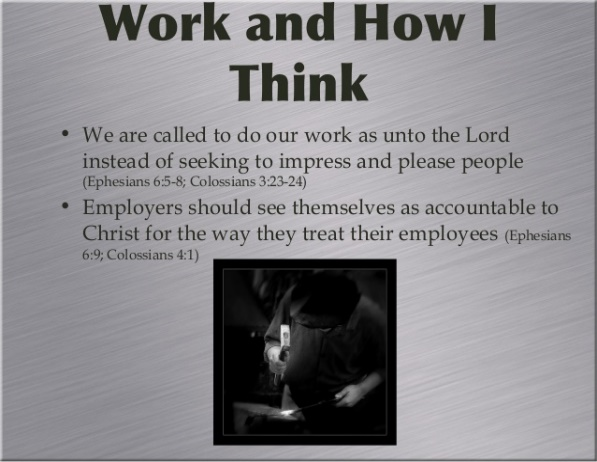 Work and How I
Think
• We are called to do our work as unto the Lord
instead of seeking to impress and please people
(Ephesians 6:5-8; Colossians 3:23-24)
• Employers should see themselves as accountable to
Christ for the way they treat their employees (Ephesians
6:9; Colossians 4:1)